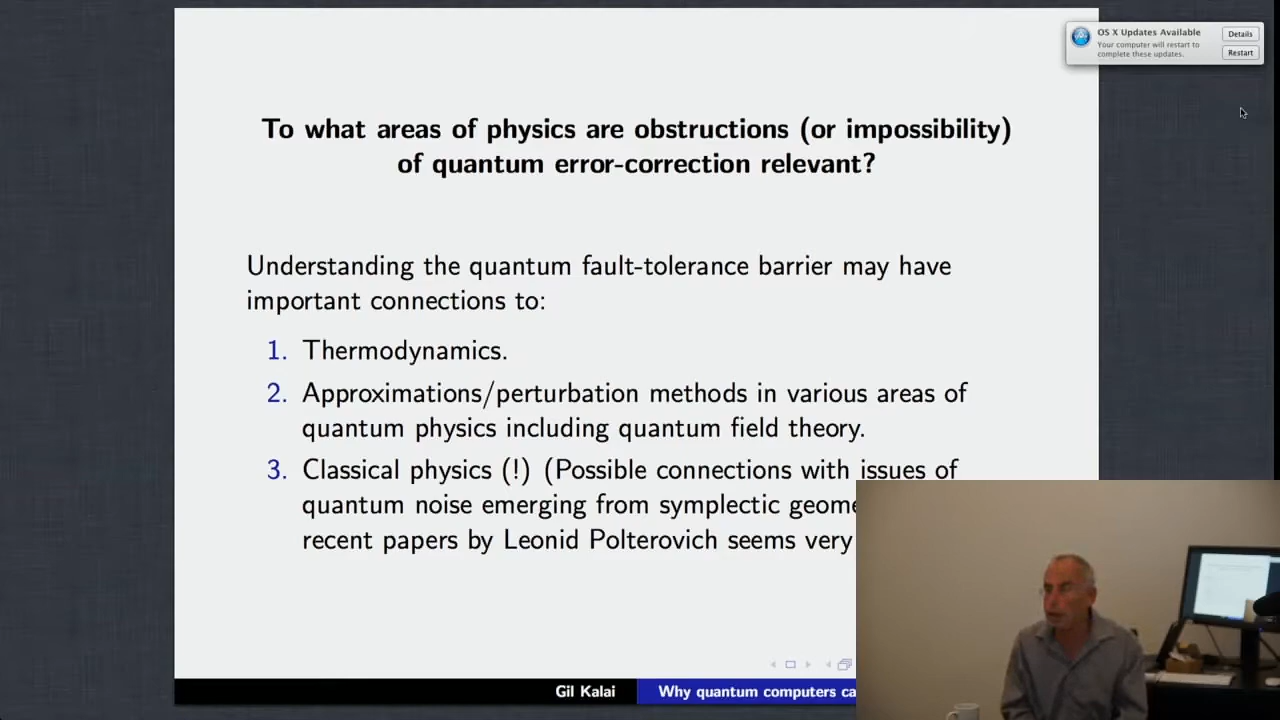 OS X Updates Available
Details
Your computer will restart to
complete these updates.
Restart
To what areas of physics are obstructions (or impossibility)
of quantum error-correction relevant?
Understanding the quantum fault-tolerance barrier may have
important connections to:
1. Thermodynamics.
2. Approximations/perturbation methods in various areas of
quantum physics including quantum field theory.
3. Classical physics (!) (Possible connections with issues of
quantum noise emerging from symplectic
recent papers by Leonid Polterovich seems very
Gil Kalai
Why quantum computers